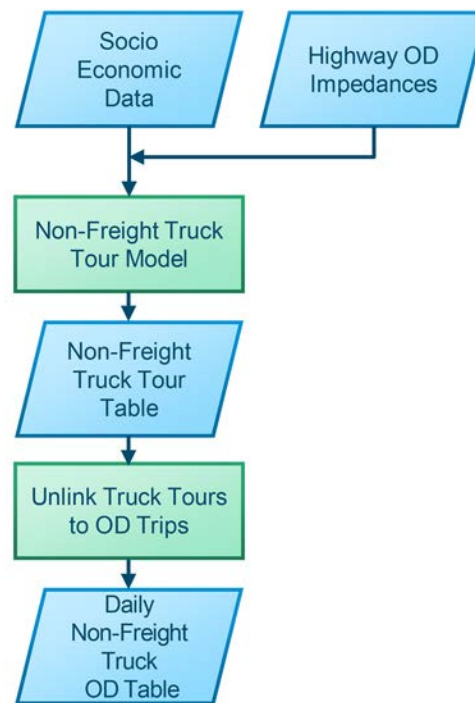 Socio
Economic
Data
Highway OD
Impedances
Non-Freight Truck
Tour Model
Non-Freight
Truck Tour
Table
Unlink Truck Tours
to OD Trips
Daily
Non-Freight
Truck
OD Table